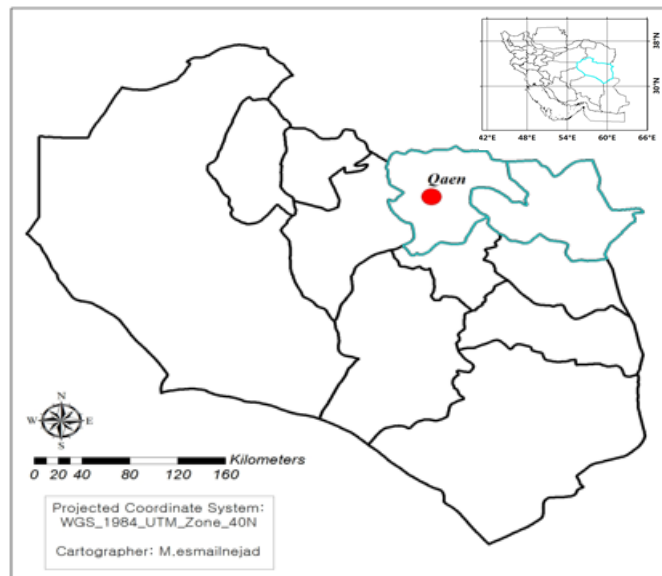 38°N
30°N
42°E 48°E 54°E 60°E 66°E
Qaen
N
W E
S
Kilometers
0 10 20 40 80 120 160
Projected Coordinate System:
WGS_1984_UTM_Zone_40N
Cartographer: M.esmailnejad